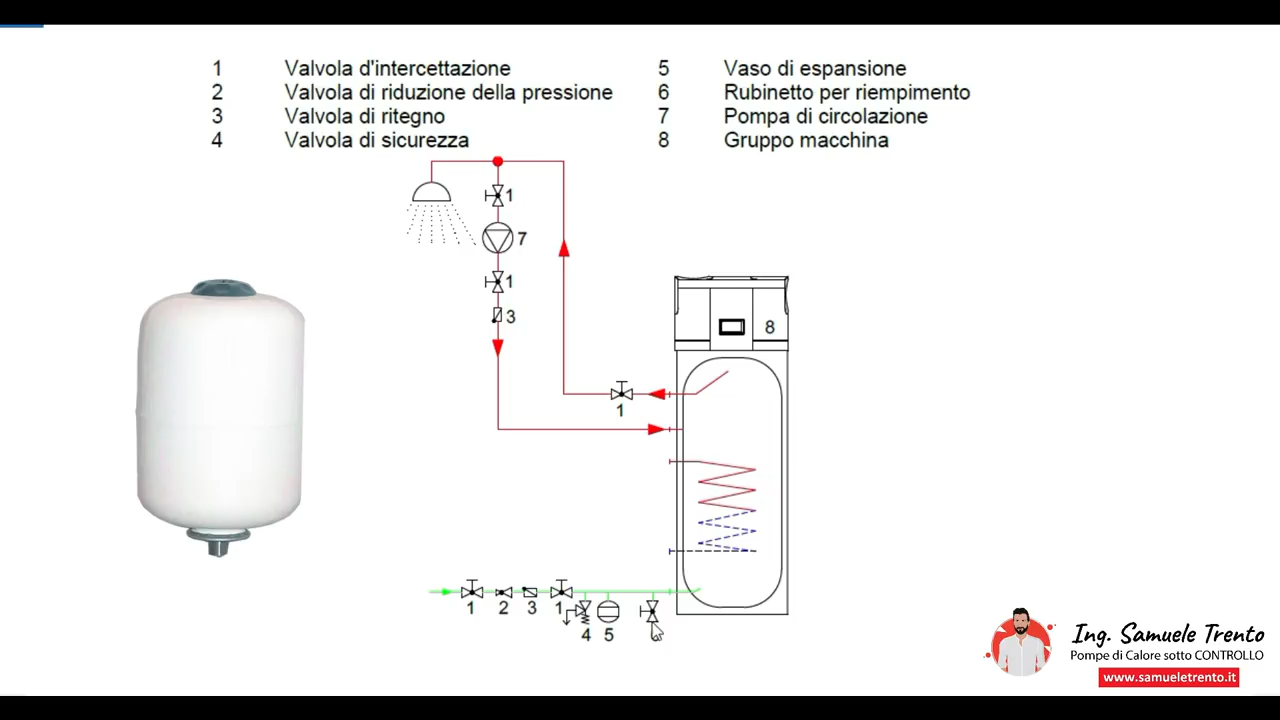 1 Valvola d'intercettazione
2 Valvola di riduzione della pressione
3 Valvola di ritegno
4 Valvola di sicurezza
5 Vaso di espansione
6 Rubinetto per riempimento
7 Pompa di circolazione
8 Gruppo macchina
1
7
1
3
8
1
1 2 3 1
4 5
Ing. Samuele Trento
Pompe di Calore sotto CONTROLLO
www.samueletrento.it